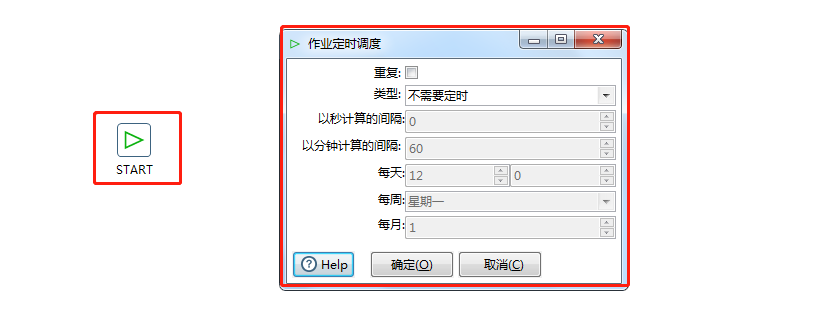 START
作业定时调度
重复:
类型: 不需要定时
以秒计算的间隔: 0
以分钟计算的间隔: 60
每天: 12 0
每周: 星期一
每月: 1
Help 确定(O) 取消(C)